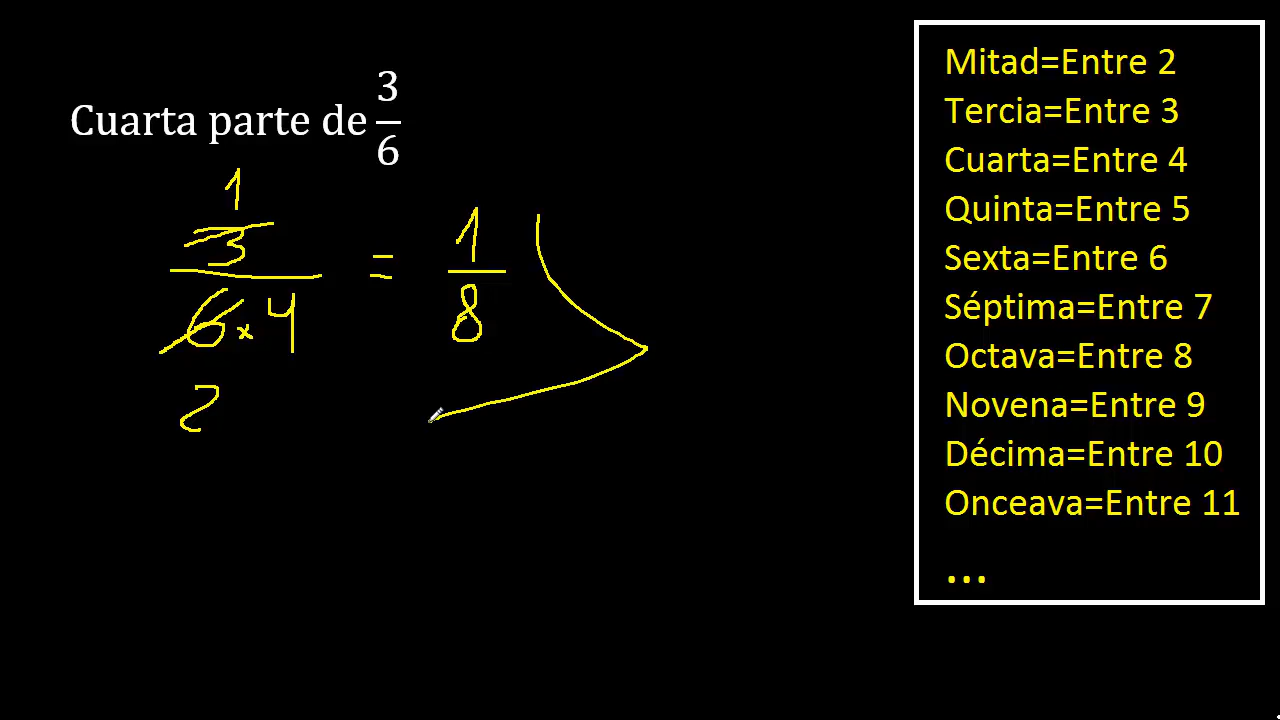 Cuarta parte de 3/6
1
3
6 × 4
2
= 1/8
Mitad=Entre 2
Tercia=Entre 3
Cuarta=Entre 4
Quinta=Entre 5
Sexta=Entre 6
Séptima=Entre 7
Octava=Entre 8
Novena=Entre 9
Décima=Entre 10
Onceava=Entre 11
...